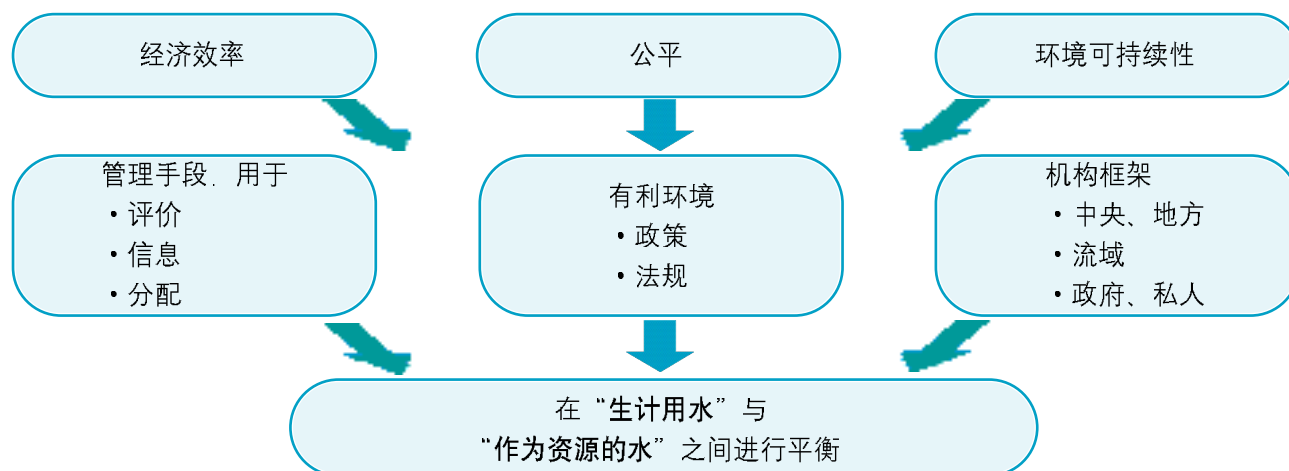 经济效率
公平
环境可持续性
管理手段，用于
• 评价
• 信息
• 分配
有利环境
• 政策
• 法规
机构框架
• 中央、地方
• 流域
• 政府、私人
在“生计用水”与
“作为资源的水”之间进行平衡